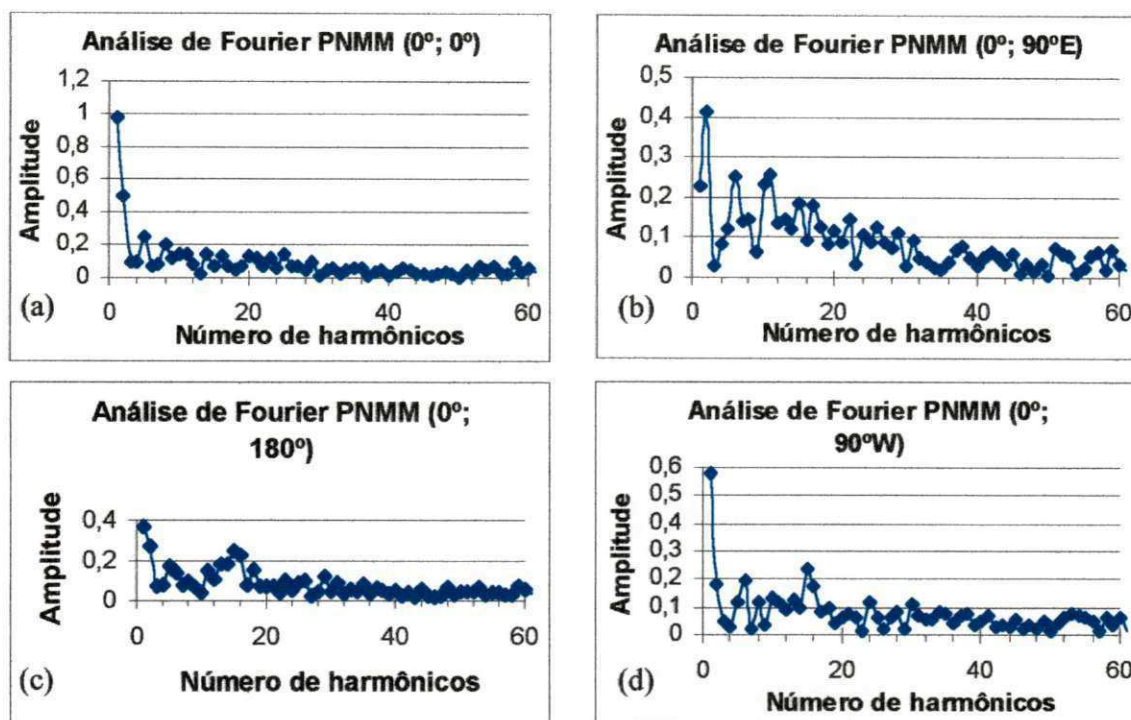 Análise de Fourier PNMM (0º; 0º)
1,2
1
0,8
0,6
0,4
0,2
0
Amplitude
0 20 40 60
Número de harmônicos
(a)
Análise de Fourier PNMM (0º; 90ºE)
0,5
0,4
0,3
0,2
0,1
0
Amplitude
0 20 40 60
Número de harmônicos
(b)
Análise de Fourier PNMM (0º;
180º)
0,4
0,2
0
Amplitude
0 20 40 60
Número de harmônicos
(c)
Análise de Fourier PNMM (0º;
90ºW)
0,6
0,5
0,4
0,3
0,2
0,1
0
Amplitude
0 20 40 60
Número de harmônicos
(d)